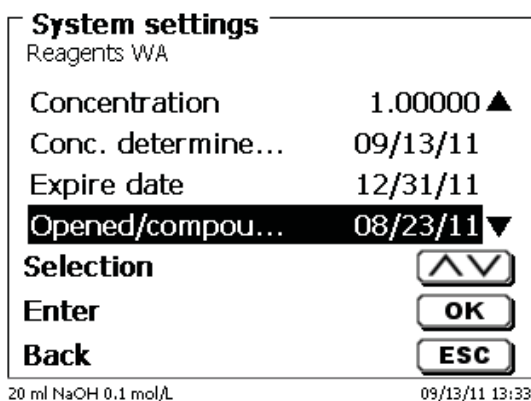 System settings
Reagents WA
Concentration 1.00000
Conc. determine... 09/13/11
Expire date 12/31/11
Opened/compou... 08/23/11
Selection
Enter OK
Back ESC
20 ml NaOH 0.1 mol/L 09/13/11 13:33